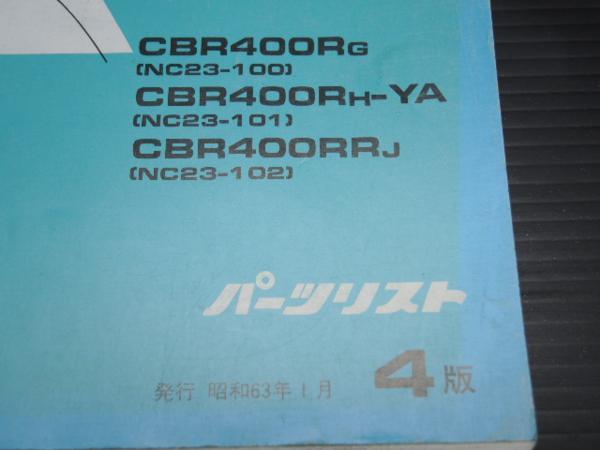 CBR400RG
(NC23-100)
CBR400RH-YA
(NC23-101)
CBR400RRJ
(NC23-102)
パーツリスト
発行 昭和63年1月 4版